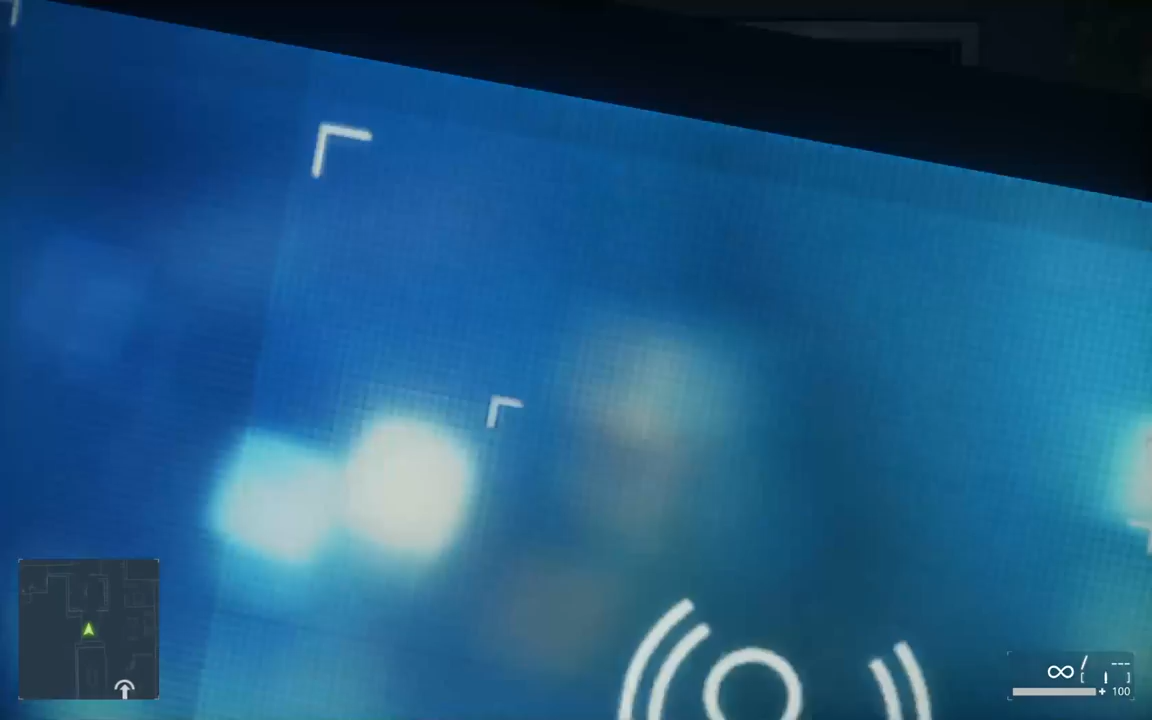 ∞ / ---
+ 100